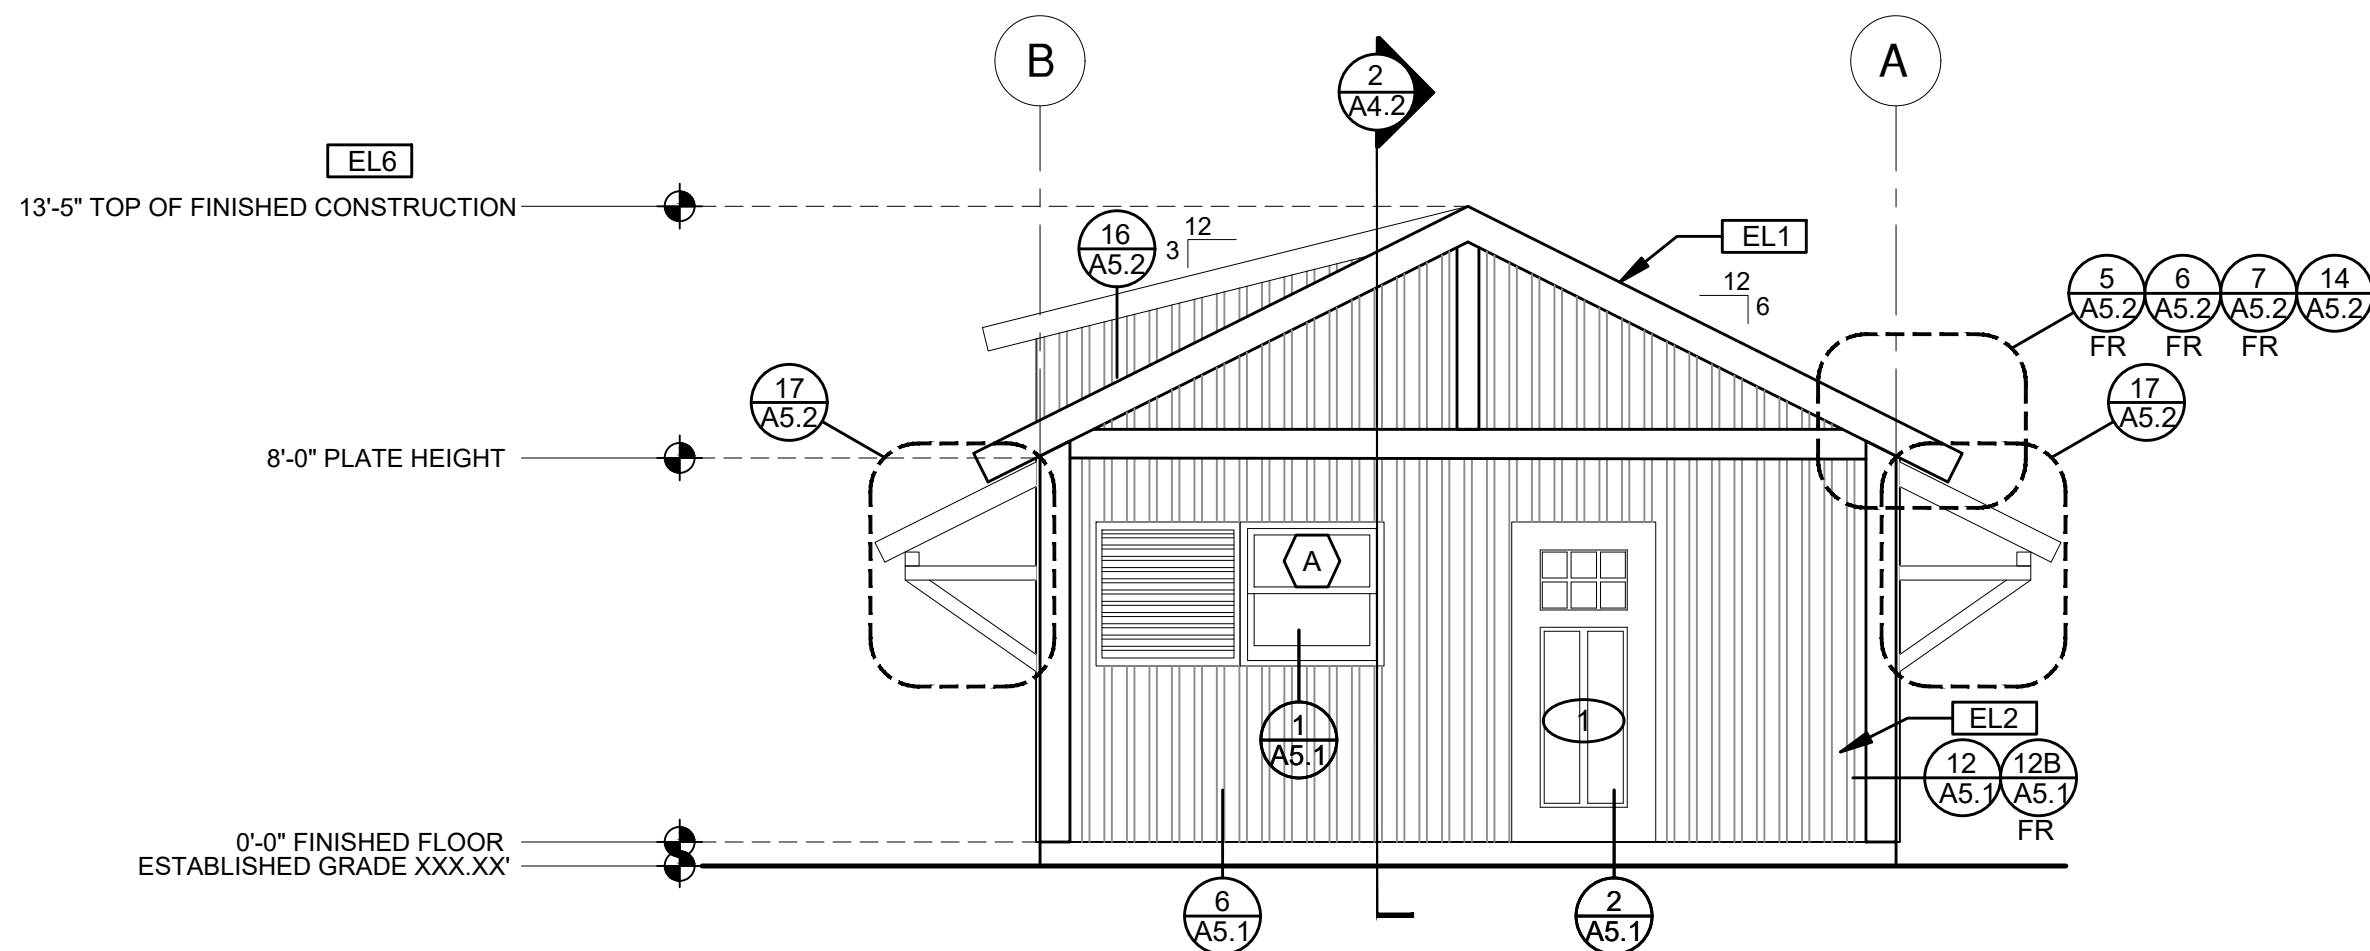 B
A
2
A4.2
EL6
13'-5" TOP OF FINISHED CONSTRUCTION
16
A5.2
12
3
EL1
12
6
5
A5.2
FR
6
A5.2
FR
7
A5.2
FR
14
A5.2
17
A5.2
17
A5.2
8'-0" PLATE HEIGHT
A
1
A5.1
1
EL2
12
A5.1
12B
A5.1
FR
0'-0" FINISHED FLOOR
ESTABLISHED GRADE XXX.XX'
6
A5.1
2
A5.1